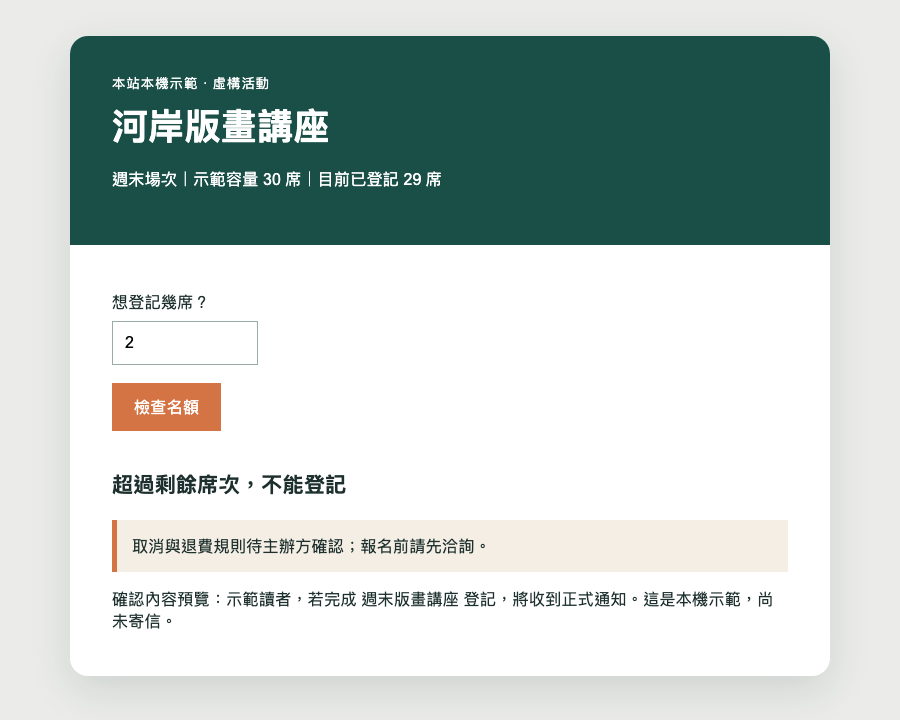 本站本機示範 · 虛構活動
河岸版畫講座
週末場次｜示範容量 30 席｜目前已登記 29 席
想登記幾席？
2
檢查名額
超過剩餘席次，不能登記
取消與退費規則待主辦方確認；報名前請先洽詢。
確認內容預覽：示範讀者，若完成 週末版畫講座 登記，將收到正式通知。這是本機示範，尚
未寄信。